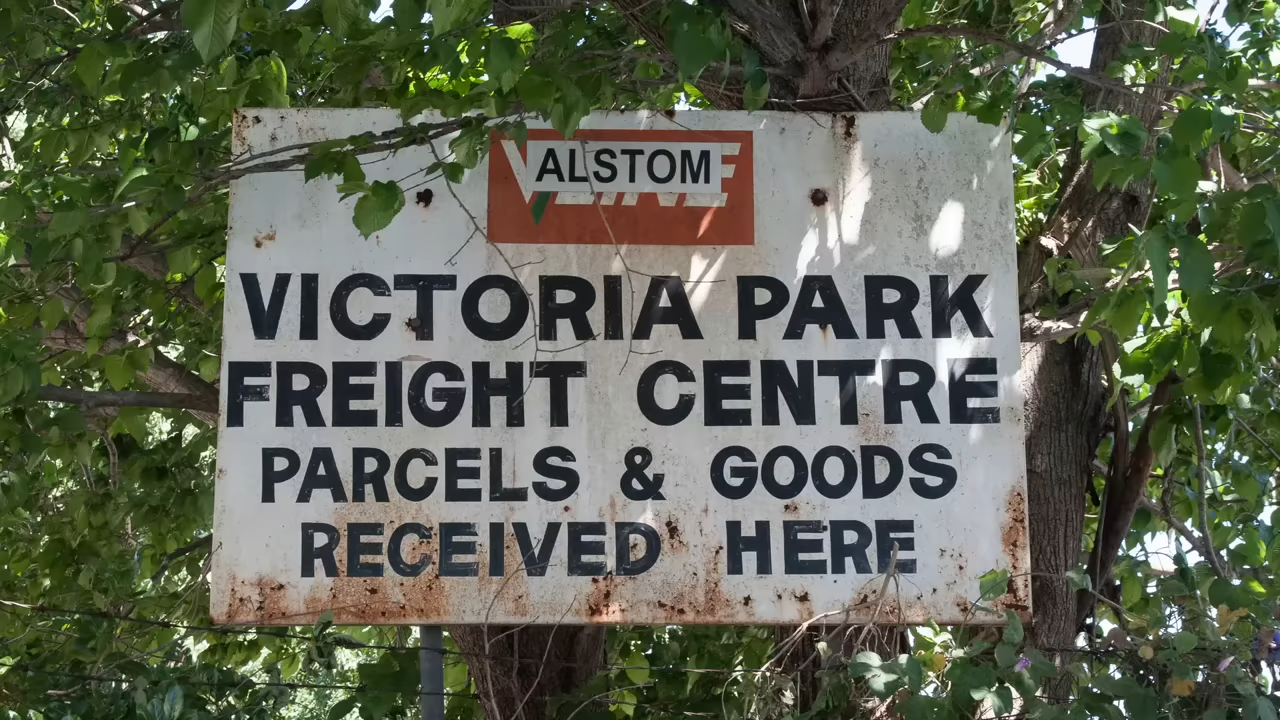 ALSTOM
VICTORIA PARK
FREIGHT CENTRE
PARCELS & GOODS
RECEIVED HERE